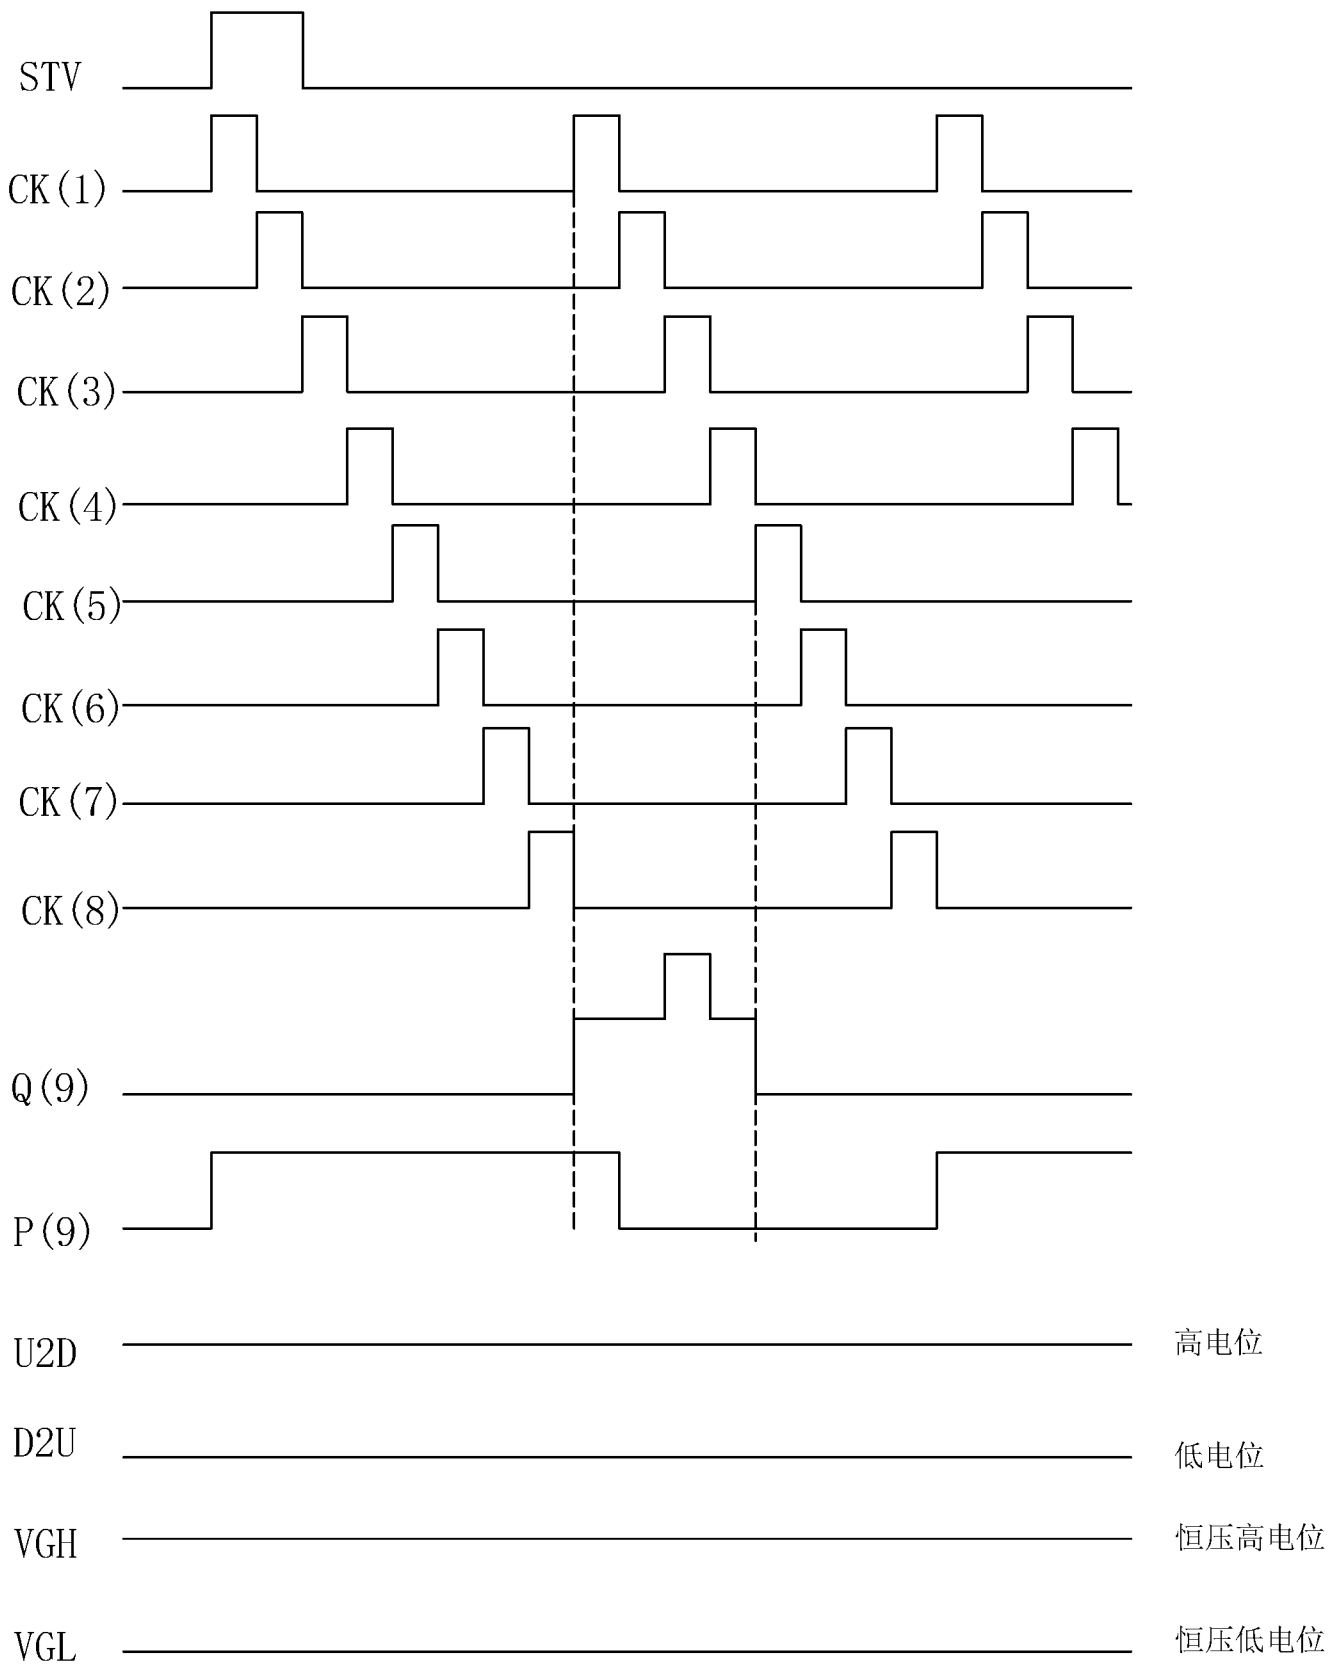 STV
CK(1)
CK(2)
CK(3)
CK(4)
CK(5)
CK(6)
CK(7)
CK(8)
Q(9)
P(9)
U2D 高电位
D2U 低电位
VGH 恒压高电位
VGL 恒压低电位